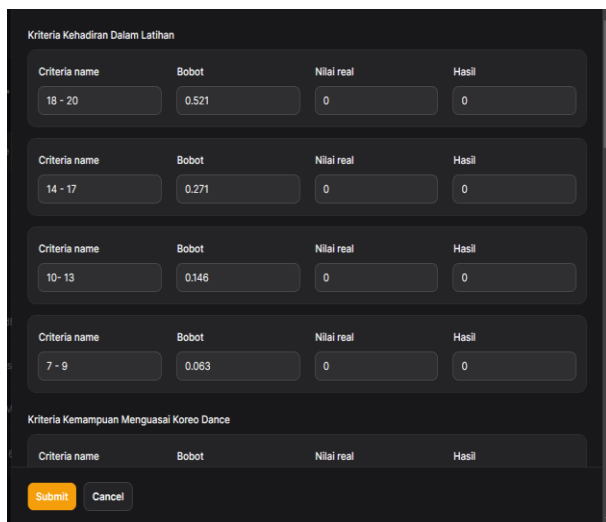 Kriteria Kehadiran Dalam Latihan
Criteria name Bobot Nilai real Hasil
18 - 20 0.521 0 0
Criteria name Bobot Nilai real Hasil
14 - 17 0.271 0 0
Criteria name Bobot Nilai real Hasil
10- 13 0.146 0 0
Criteria name Bobot Nilai real Hasil
7 - 9 0.063 0 0
Kriteria Kemampuan Menguasai Koreo Dance
Criteria name Bobot Nilai real Hasil
Submit Cancel